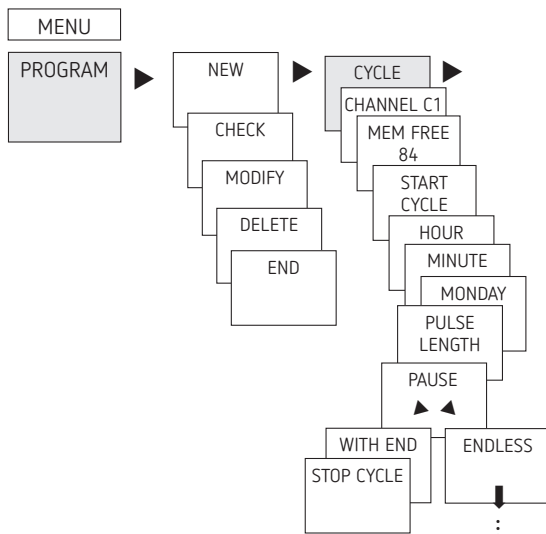 MENU
PROGRAM
NEW
CHECK
MODIFY
DELETE
END
CYCLE
CHANNEL C1
MEM FREE
84
START
CYCLE
HOUR
MINUTE
MONDAY
PULSE
LENGTH
PAUSE
WITH END
STOP CYCLE
ENDLESS
: